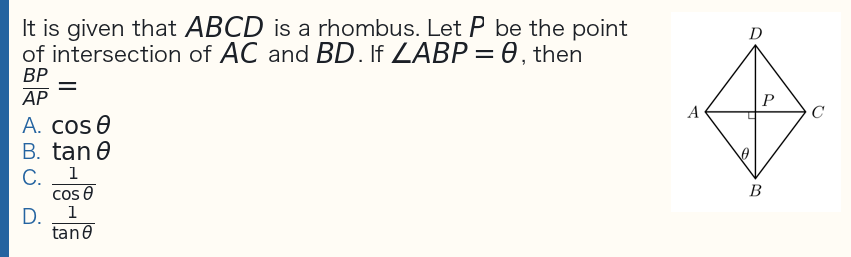 It is given that ABCD is a rhombus. Let P be the point
of intersection of AC and BD. If ∠ABP = θ, then
BP/AP =
A. cos θ
B. tan θ
C. 1/cos θ
D. 1/tan θ
D
P
A
C
θ
B